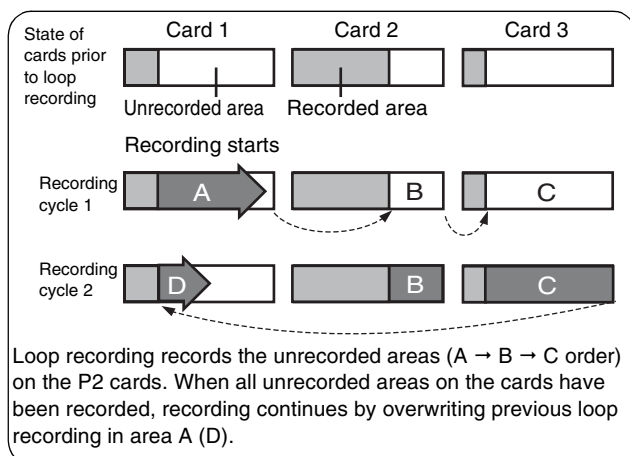 State of
cards prior
to loop
recording
Card 1
Card 2
Card 3
Unrecorded area
Recorded area
Recording starts
Recording
cycle 1
A
B
C
Recording
cycle 2
D
B
C
Loop recording records the unrecorded areas (A → B → C order)
on the P2 cards. When all unrecorded areas on the cards have
been recorded, recording continues by overwriting previous loop
recording in area A (D).